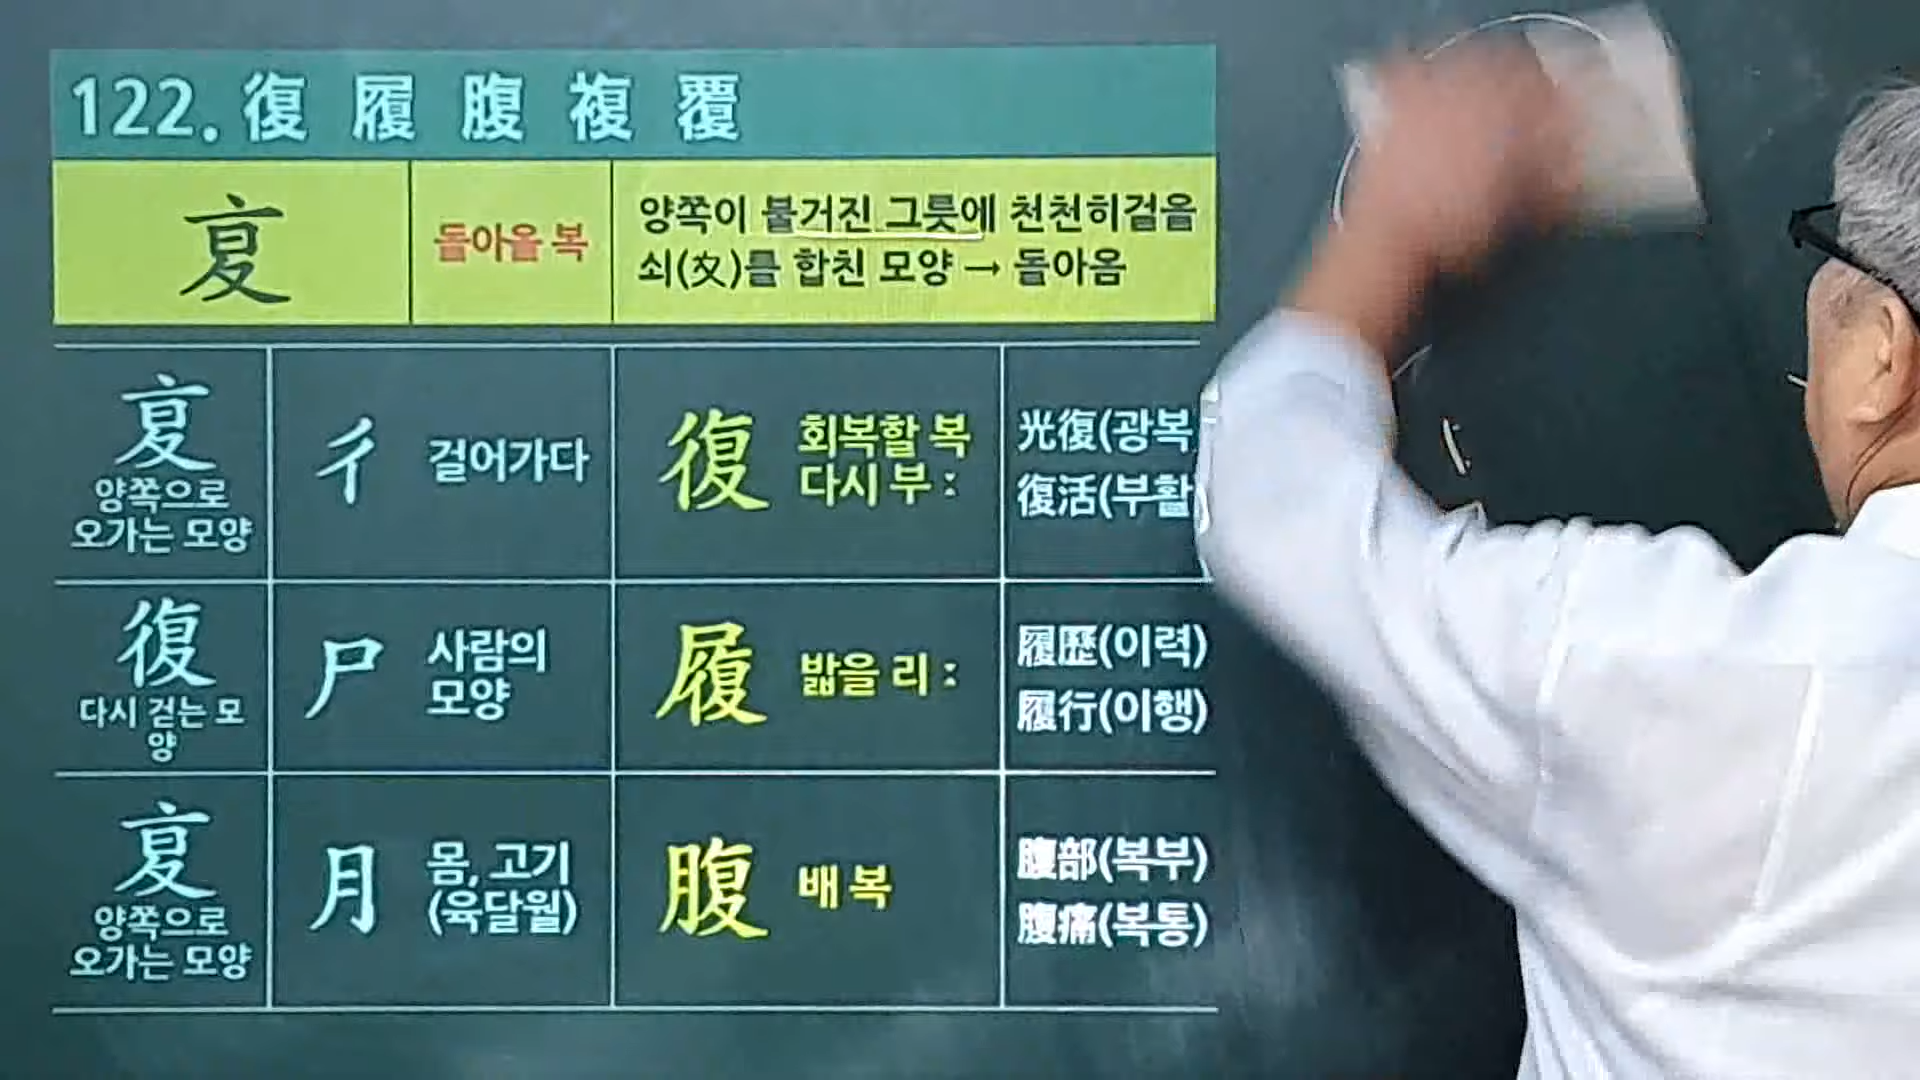 122. 復 履 腹 複 覆
复
돌아올 복
양쪽이 불거진 그릇에 천천히걸을
쇠(夊)를 합친 모양 → 돌아옴
复
양쪽으로
오가는 모양
彳
걸어가다
復
회복할 복
다시 부 :
光復(광복
復活(부활
復
다시 걷는 모
양
尸
사람의
모양
履
밟을 리 :
履歷(이력)
履行(이행)
复
양쪽으로
오가는 모양
月
몸, 고기
(육달월)
腹
배 복
腹部(복부)
腹痛(복통)